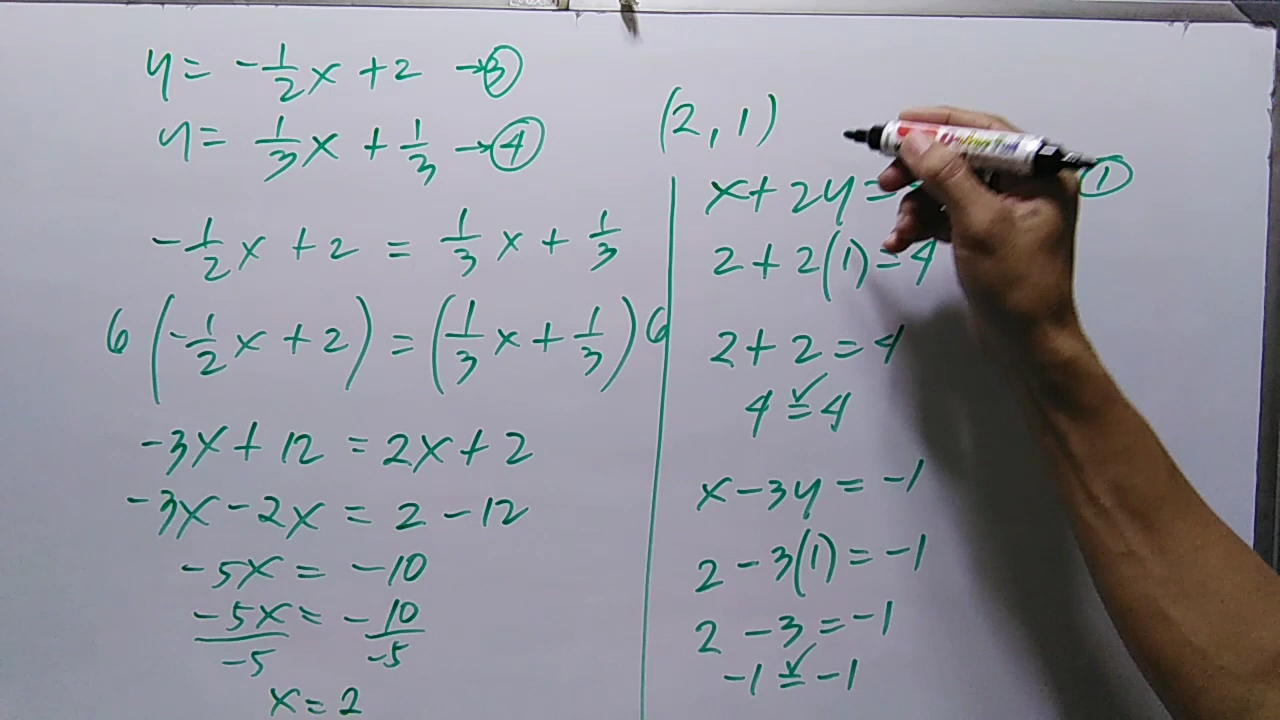 y = -1/2x + 2 → ③
y = 1/3x + 1/3 → ④
-1/2x + 2 = 1/3x + 1/3
6(-1/2x + 2) = (1/3x + 1/3)6
-3x + 12 = 2x + 2
-3x - 2x = 2 - 12
-5x = -10
-5x/-5 = -10/-5
x = 2
(2, 1)
x + 2y = ①
2 + 2(1) = 4
2 + 2 = 4
4 =✓ 4
x - 3y = -1
2 - 3(1) = -1
2 - 3 = -1
-1 =✓ -1